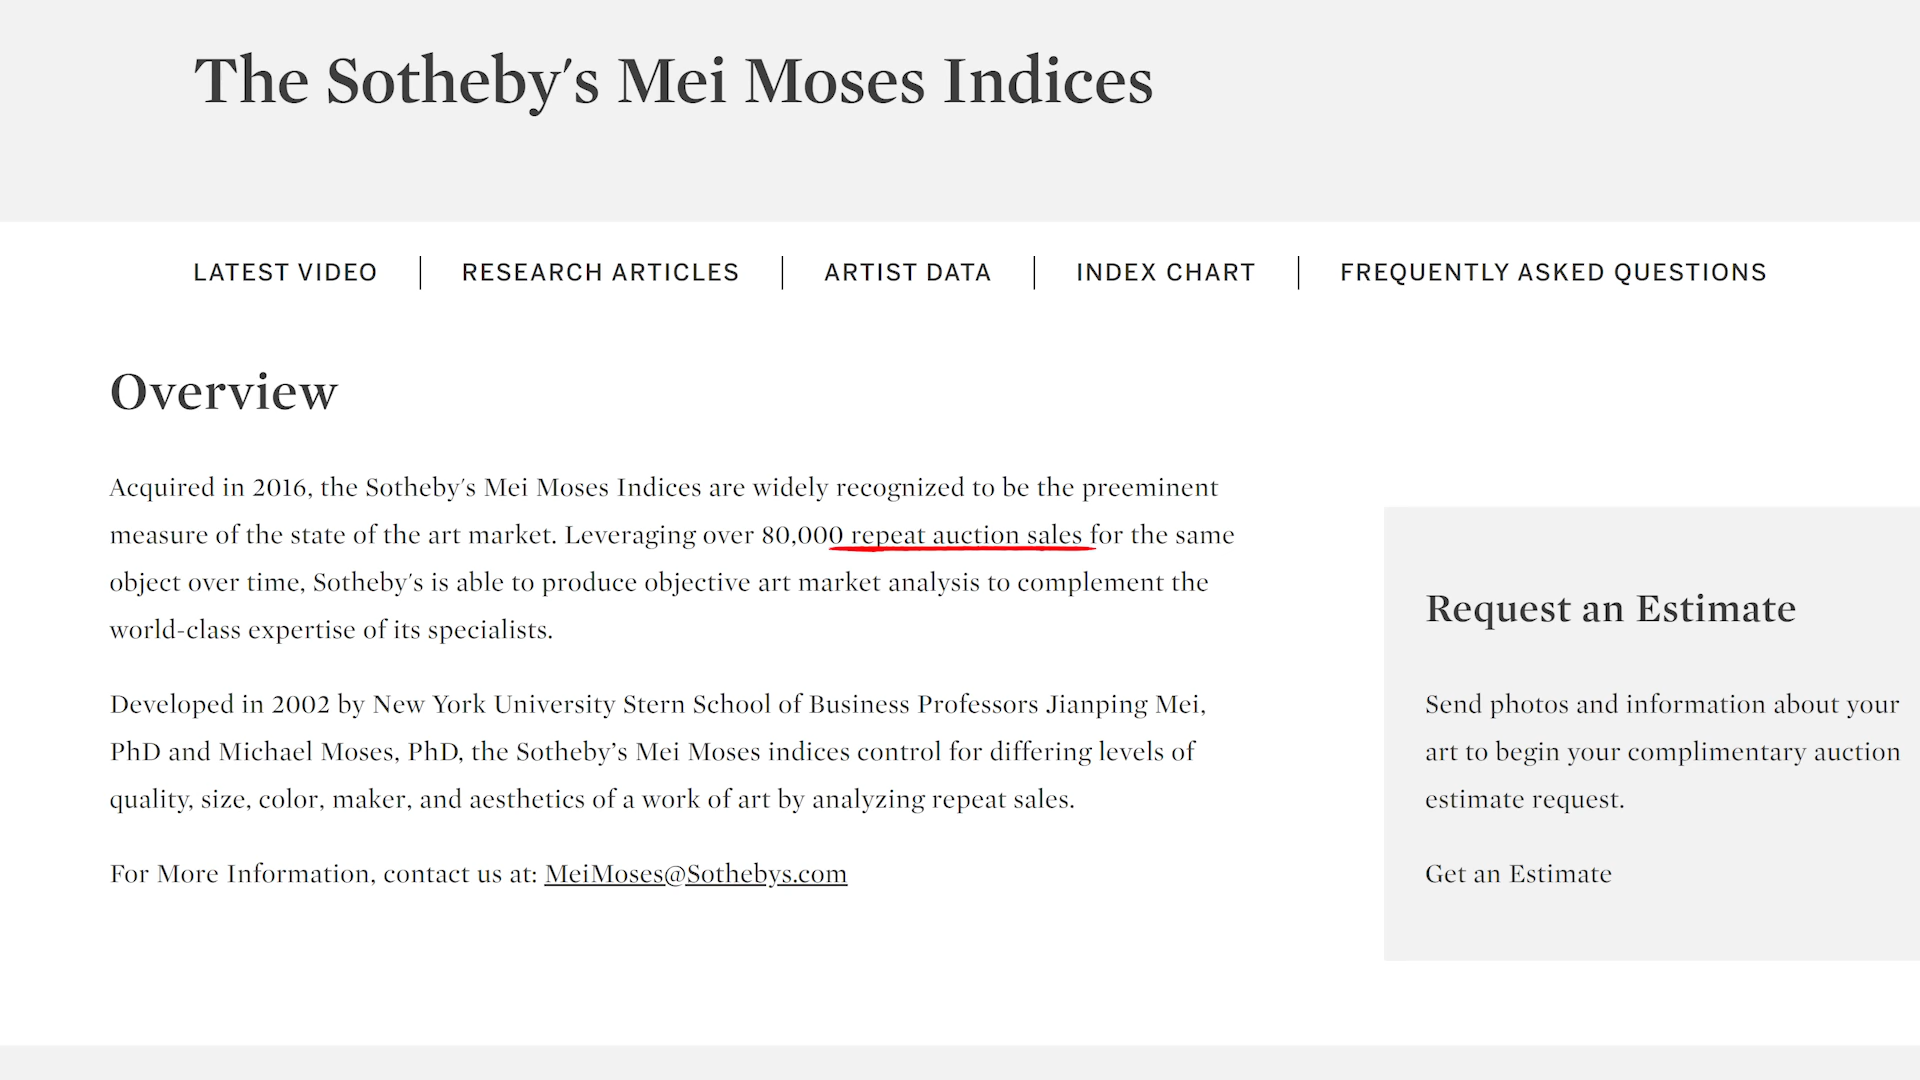 The Sotheby's Mei Moses Indices
LATEST VIDEO | RESEARCH ARTICLES | ARTIST DATA | INDEX CHART | FREQUENTLY ASKED QUESTIONS
Overview
Acquired in 2016, the Sotheby's Mei Moses Indices are widely recognized to be the preeminent
measure of the state of the art market. Leveraging over 80,000 repeat auction sales for the same
object over time, Sotheby's is able to produce objective art market analysis to complement the
world-class expertise of its specialists.
Developed in 2002 by New York University Stern School of Business Professors Jianping Mei,
PhD and Michael Moses, PhD, the Sotheby’s Mei Moses indices control for differing levels of
quality, size, color, maker, and aesthetics of a work of art by analyzing repeat sales.
For More Information, contact us at: MeiMoses@Sothebys.com
Request an Estimate
Send photos and information about your
art to begin your complimentary auction
estimate request.
Get an Estimate